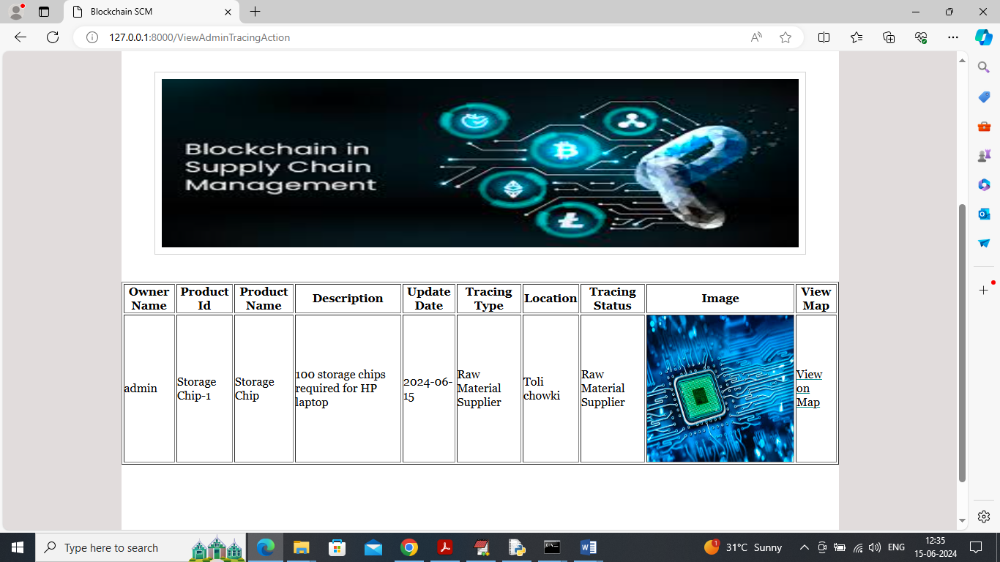 Blockchain SCM
127.0.0.1:8000/ViewAdminTracingAction
Blockchain in
Supply Chain
Management
Owner Name
Product Id
Product Name
Description
Update Date
Tracing Type
Location
Tracing Status
Image
View Map
admin
Storage
Chip-1
Storage
Chip
100 storage chips
required for HP
laptop
2024-06-
15
Raw
Material
Supplier
Toli
chowki
Raw
Material
Supplier
View
on
Map
Type here to search
1
31°C Sunny
ENG
12:35
15-06-2024